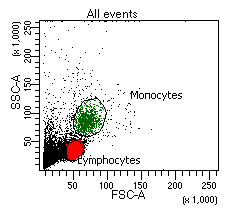 All events
SSC-A
(x 1,000)
250
200
150
100
50
Monocytes
Lymphocytes
50 100 150 200 250
FSC-A
(x 1,000)